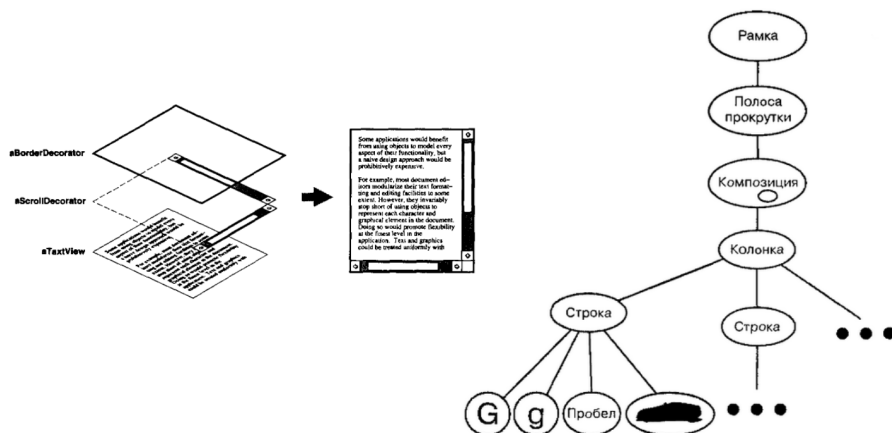 aBorderDecorator
aScrollDecorator
aTextView
Some applications would benefit
from using objects to model every
aspect of their functionality, but
a naive design approach would be
prohibitively expensive.
For example, most document ed-
itors modularize their text format-
ting and editing facilities to some
extent. However, they invariably
stop short of using objects to
represent each character and
graphical element in the document.
Doing so would promote flexibility
at the finest level in the
application. Text and graphics
could be treated uniformly with
Рамка
Полоса
прокрутки
Композиция
Колонка
Строка
Строка
G
g
Пробел